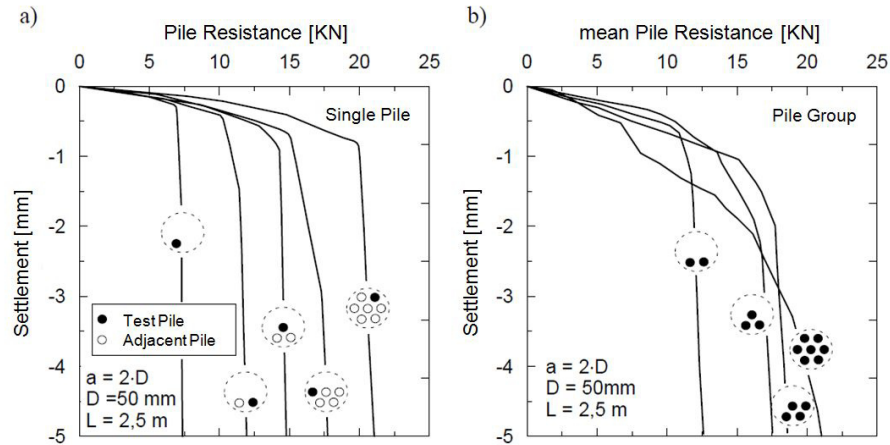 a)
Pile Resistance [KN]
0 5 10 15 20 25
0
-1
-2
-3
-4
-5
Settlement [mm]
Single Pile
Test Pile
Adjacent Pile
a = 2·D
D =50 mm
L = 2,5 m
b)
mean Pile Resistance [KN]
0 5 10 15 20 25
0
-1
-2
-3
-4
-5
Settlement [mm]
Pile Group
a = 2·D
D = 50mm
L = 2,5 m